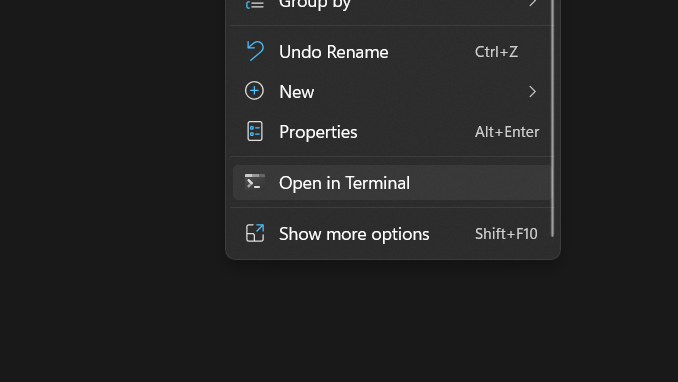 Group by
Undo Rename Ctrl+Z
New
Properties Alt+Enter
Open in Terminal
Show more options Shift+F10